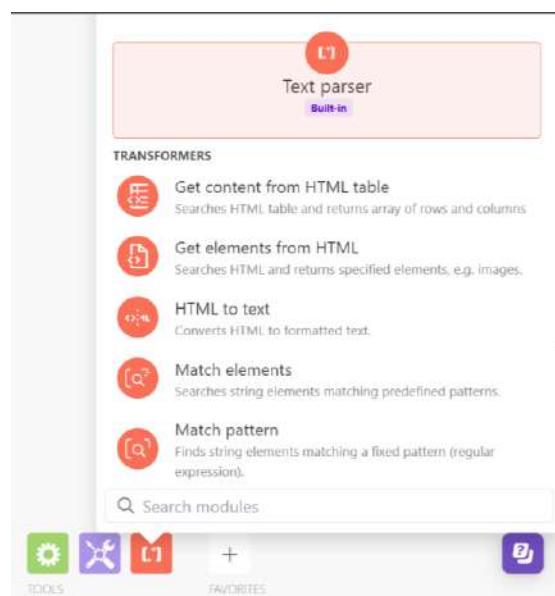 Text parser
Built-in
TRANSFORMERS
Get content from HTML table
Searches HTML table and returns array of rows and columns
Get elements from HTML
Searches HTML and returns specified elements, e.g. images.
HTML to text
Converts HTML to formatted text.
Match elements
Searches string elements matching predefined patterns.
Match pattern
Finds string elements matching a fixed pattern (regular
expression).
Search modules
TOOLS
FAVORITES